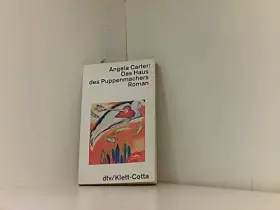 Angela Carter:
Das Haus
des Puppenmachers
Roman
dtv/Klett-Cotta